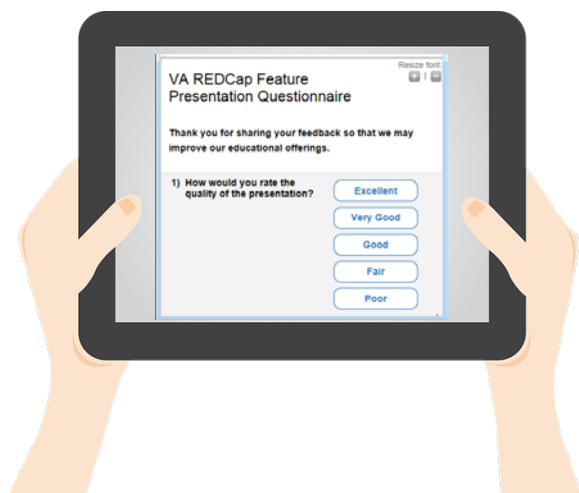 Resize font:
+ | -
VA REDCap Feature
Presentation Questionnaire
Thank you for sharing your feedback so that we may
improve our educational offerings.
1) How would you rate the
quality of the presentation?
Excellent
Very Good
Good
Fair
Poor